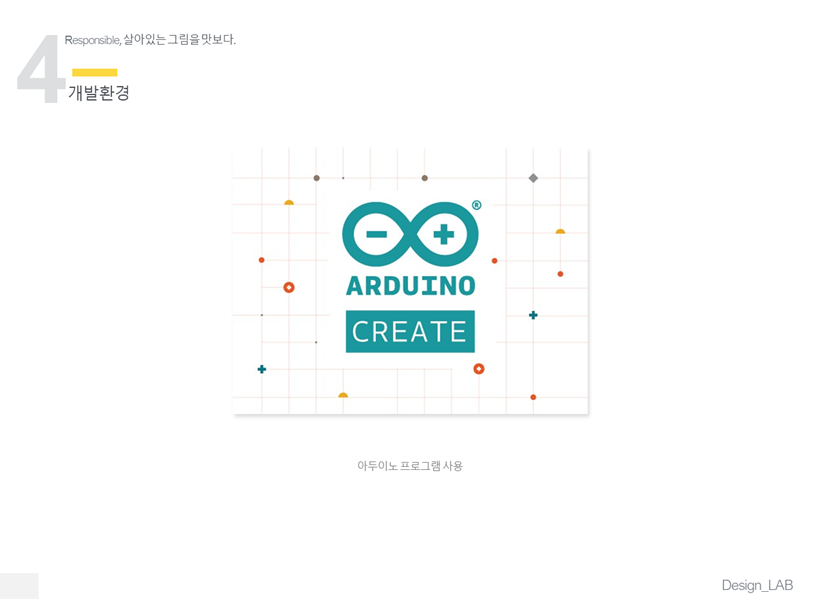 4
Responsible, 살아있는 그림을 맛보다.
개발환경
®
ARDUINO
CREATE
아두이노 프로그램 사용
Design_LAB